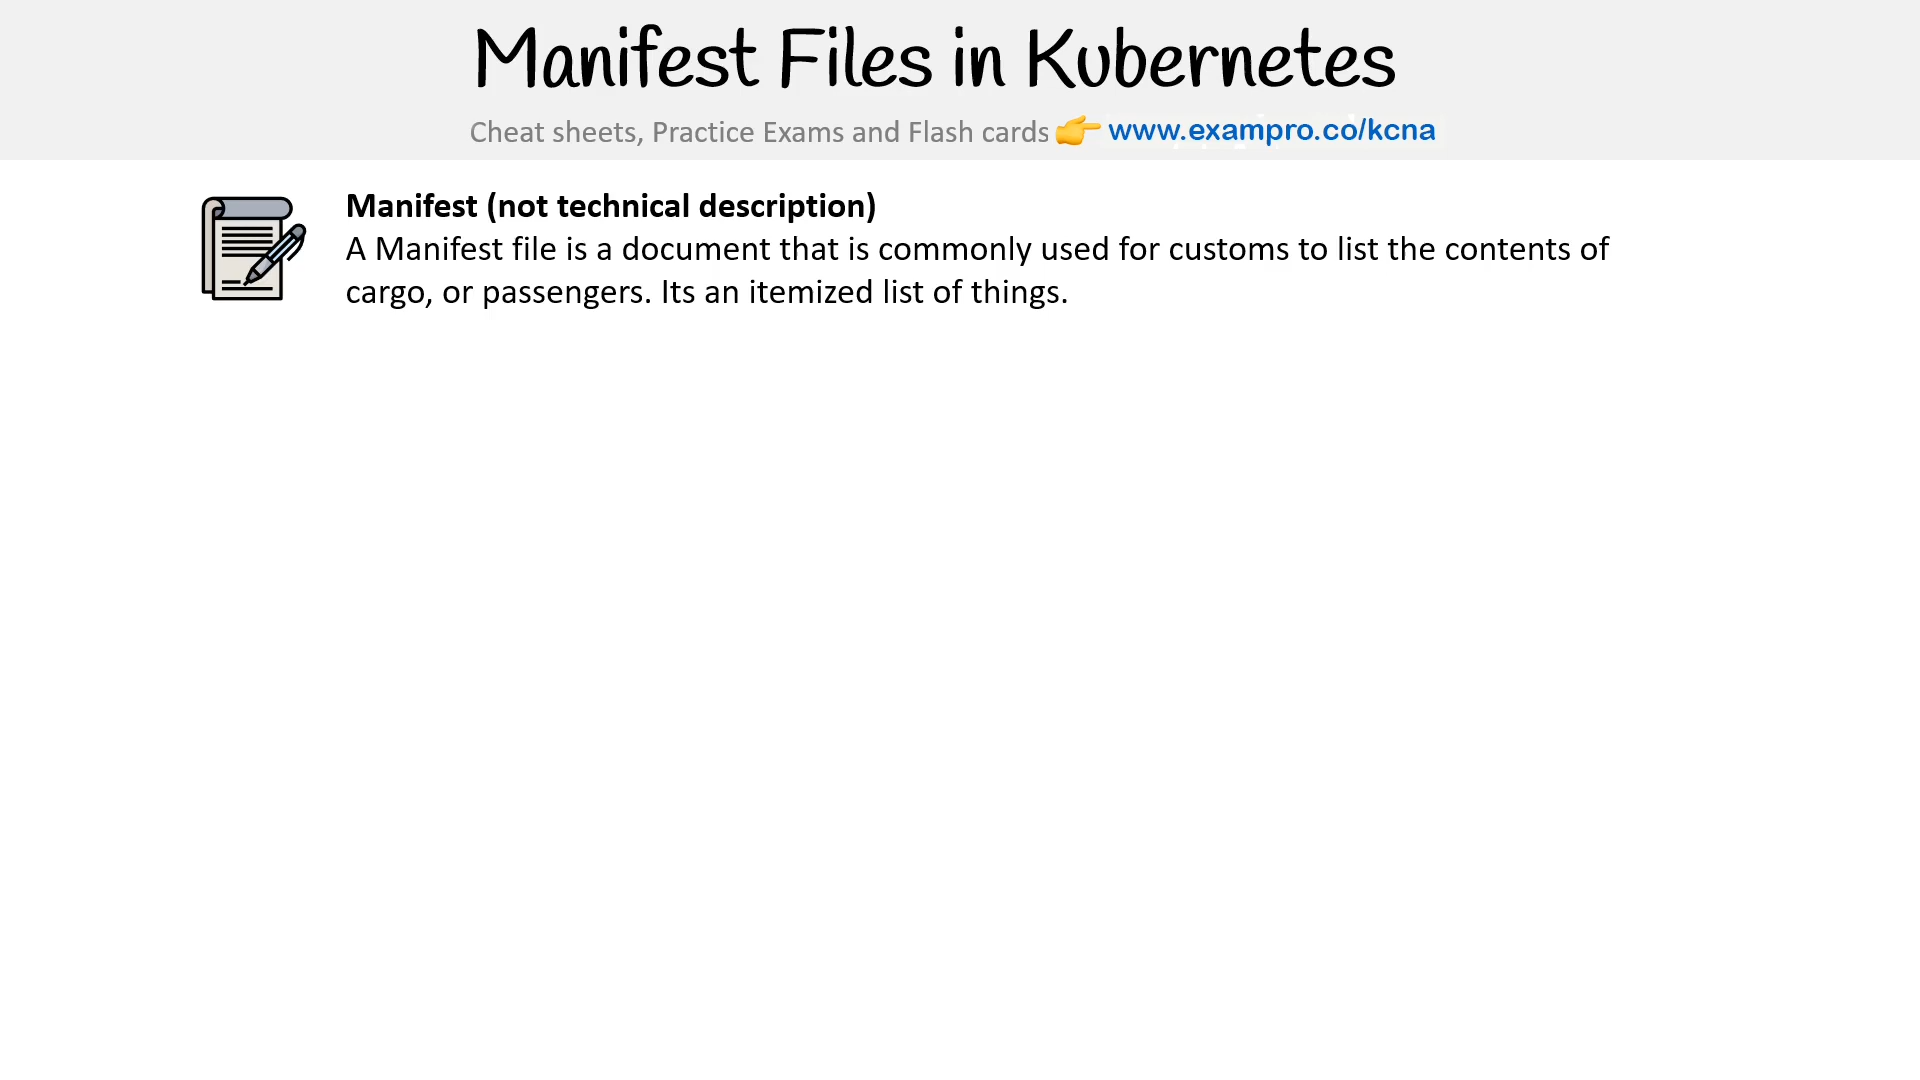 Manifest Files in Kubernetes
Cheat sheets, Practice Exams and Flash cards 👉 www.exampro.co/kcna
Manifest (not technical description)
A Manifest file is a document that is commonly used for customs to list the contents of
cargo, or passengers. Its an itemized list of things.